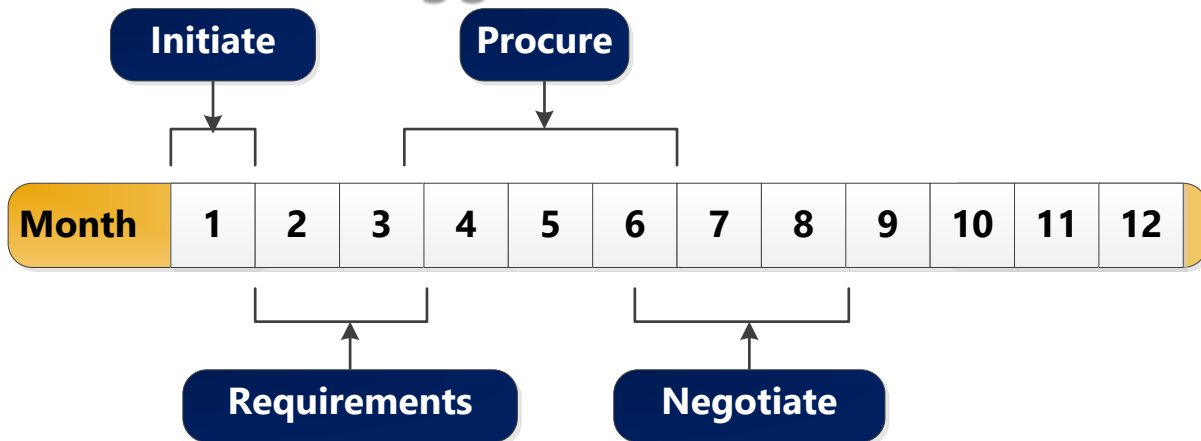 Initiate
Procure
Month 1 2 3 4 5 6 7 8 9 10 11 12
Requirements
Negotiate